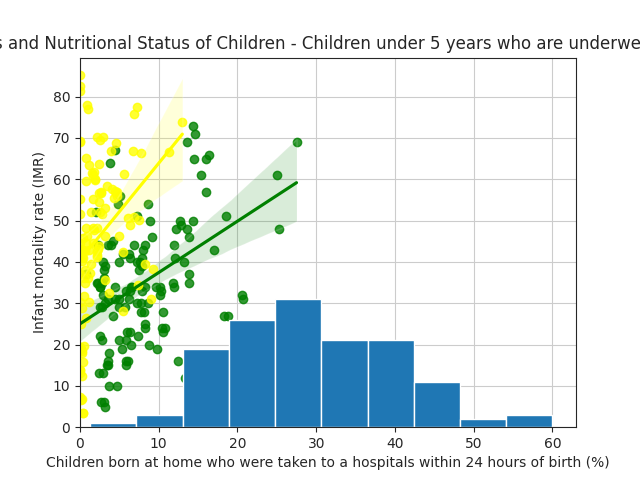 s and Nutritional Status of Children - Children under 5 years who are underwe
80
70
60
50
40
30
20
10
0
Infant mortality rate (IMR)
0 10 20 30 40 50 60
Children born at home who were taken to a hospitals within 24 hours of birth (%)